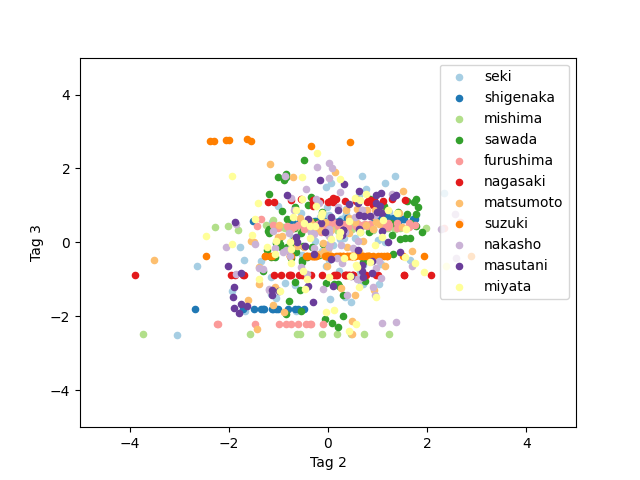 seki
shigenaka
mishima
sawada
furushima
nagasaki
matsumoto
suzuki
nakasho
masutani
miyata
4
2
0
−2
−4
Tag 3
−4
−2
0
2
4
Tag 2